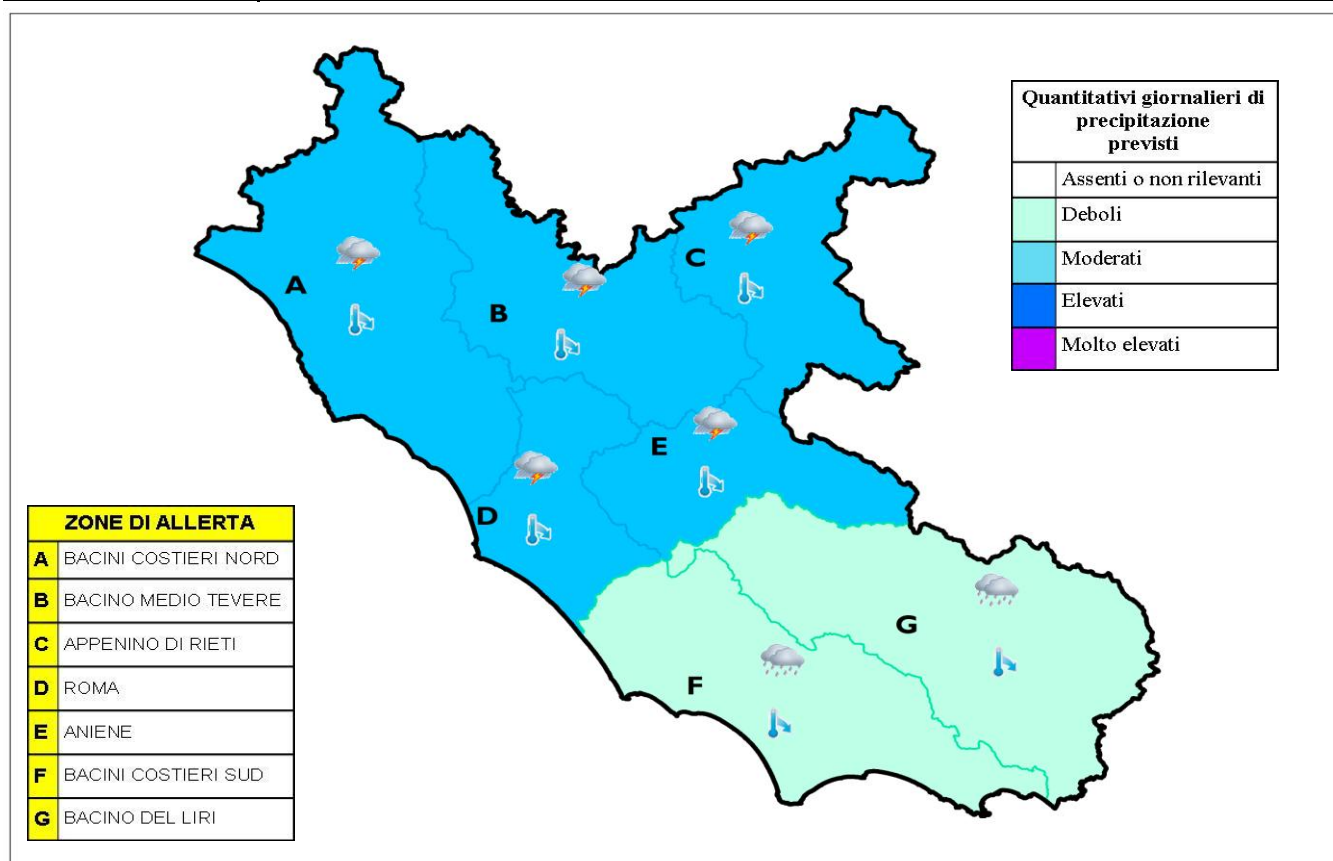 Quantitativi giornalieri di
precipitazione
previsti
Assenti o non rilevanti
Deboli
Moderati
Elevati
Molto elevati
A
B
C
D
E
F
G
ZONE DI ALLERTA
A BACINI COSTIERI NORD
B BACINO MEDIO TEVERE
C APPENINO DI RIETI
D ROMA
E ANIENE
F BACINI COSTIERI SUD
G BACINO DEL LIRI